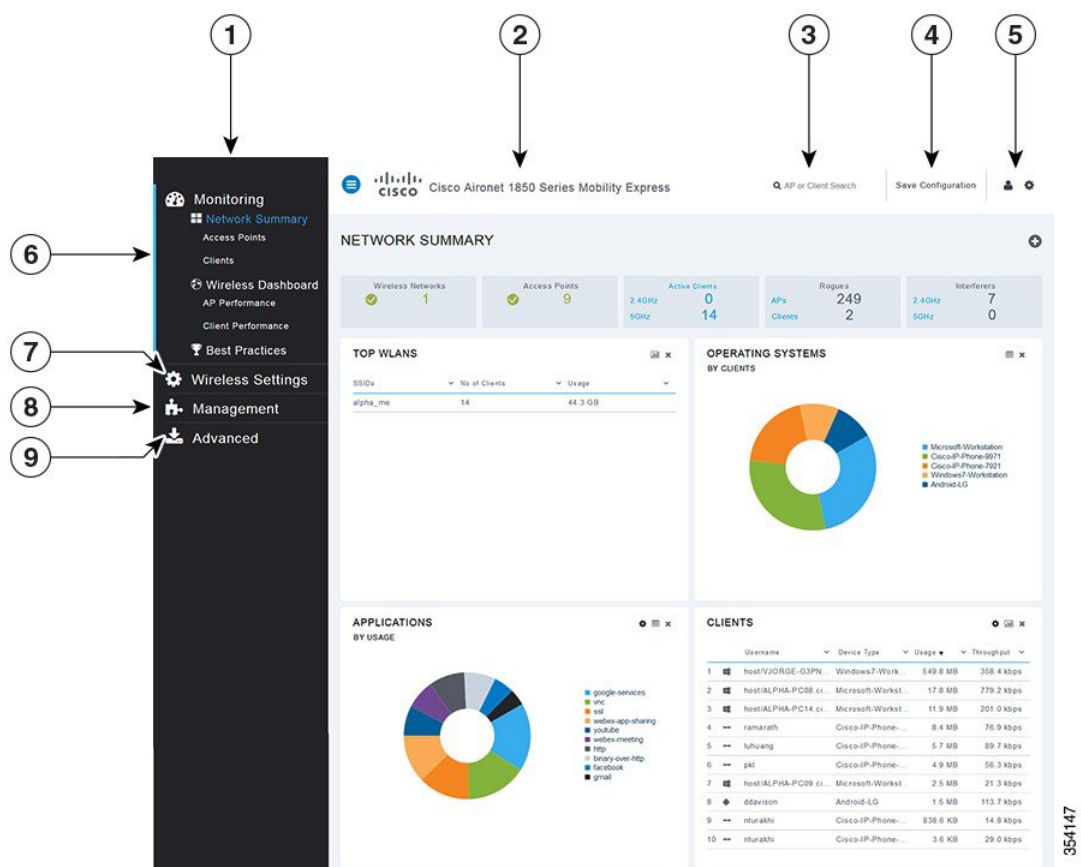 1
2
3
4
5
6
7
8
9
Monitoring
Network Summary
Access Points
Clients
Wireless Dashboard
AP Performance
Client Performance
Best Practices
Wireless Settings
Management
Advanced
CISCO Cisco Aironet 1850 Series Mobility Express
AP or Client Search
Save Configuration
NETWORK SUMMARY
Wireless Networks
1
Access Points
9
Active Clients
2.4GHz 0
5GHz 14
Rogues
APs 249
Clients 2
Interferers
2.4GHz 7
5GHz 0
TOP WLANS
SSIDs No of Clients Usage
alpha_me 14 44.3 GB
OPERATING SYSTEMS
BY CLIENTS
Microsoft-Workstation
Cisco-IP-Phone-9971
Cisco-IP-Phone-7921
Windows7-Workstation
Android-LG
APPLICATIONS
BY USAGE
google-services
vnc
ssl
webex-app-sharing
youtube
webex-meeting
http
binary-over-http
facebook
gmail
CLIENTS
Username Device Type Usage Throughput
1 host/VJORGE-G3PN... Windows7-Work... 549.8 MB 358.4 kbps
2 host/ALPHA-PC08.ci... Microsoft-Workst... 17.8 MB 779.2 kbps
3 host/ALPHA-PC14.ci... Microsoft-Workst... 11.9 MB 201.0 kbps
4 ramarath Cisco-IP-Phone-... 8.4 MB 76.9 kbps
5 luhuang Cisco-IP-Phone-... 5.7 MB 89.7 kbps
6 pkl Cisco-IP-Phone-... 4.9 MB 56.3 kbps
7 host/ALPHA-PC09.ci... Microsoft-Workst... 2.5 MB 21.3 kbps
8 ddavison Android-LG 1.5 MB 113.7 kbps
9 nturakhi Cisco-IP-Phone-... 838.6 KB 14.8 kbps
10 nturakhi Cisco-IP-Phone-... 3.6 KB 29.0 kbps
354147